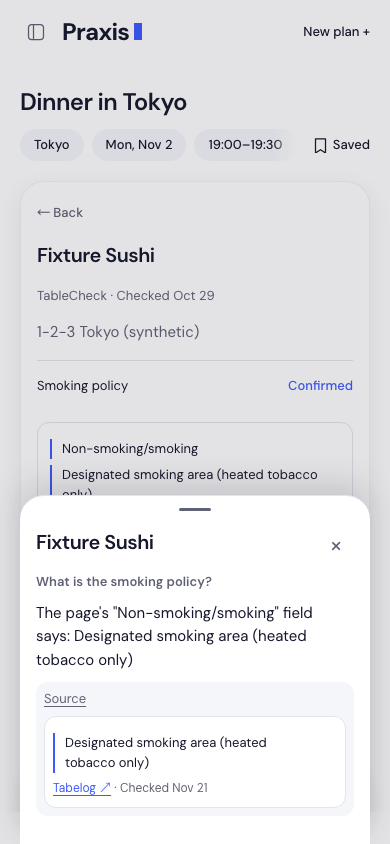 Praxis
New plan +
Dinner in Tokyo
Tokyo
Mon, Nov 2
19:00–19:30
Saved
← Back
Fixture Sushi
TableCheck · Checked Oct 29
1-2-3 Tokyo (synthetic)
Smoking policy
Confirmed
Non-smoking/smoking
Designated smoking area (heated tobacco
only)
Fixture Sushi
×
What is the smoking policy?
The page's "Non-smoking/smoking" field
says: Designated smoking area (heated
tobacco only)
Source
Designated smoking area (heated
tobacco only)
Tabelog ↗ · Checked Nov 21